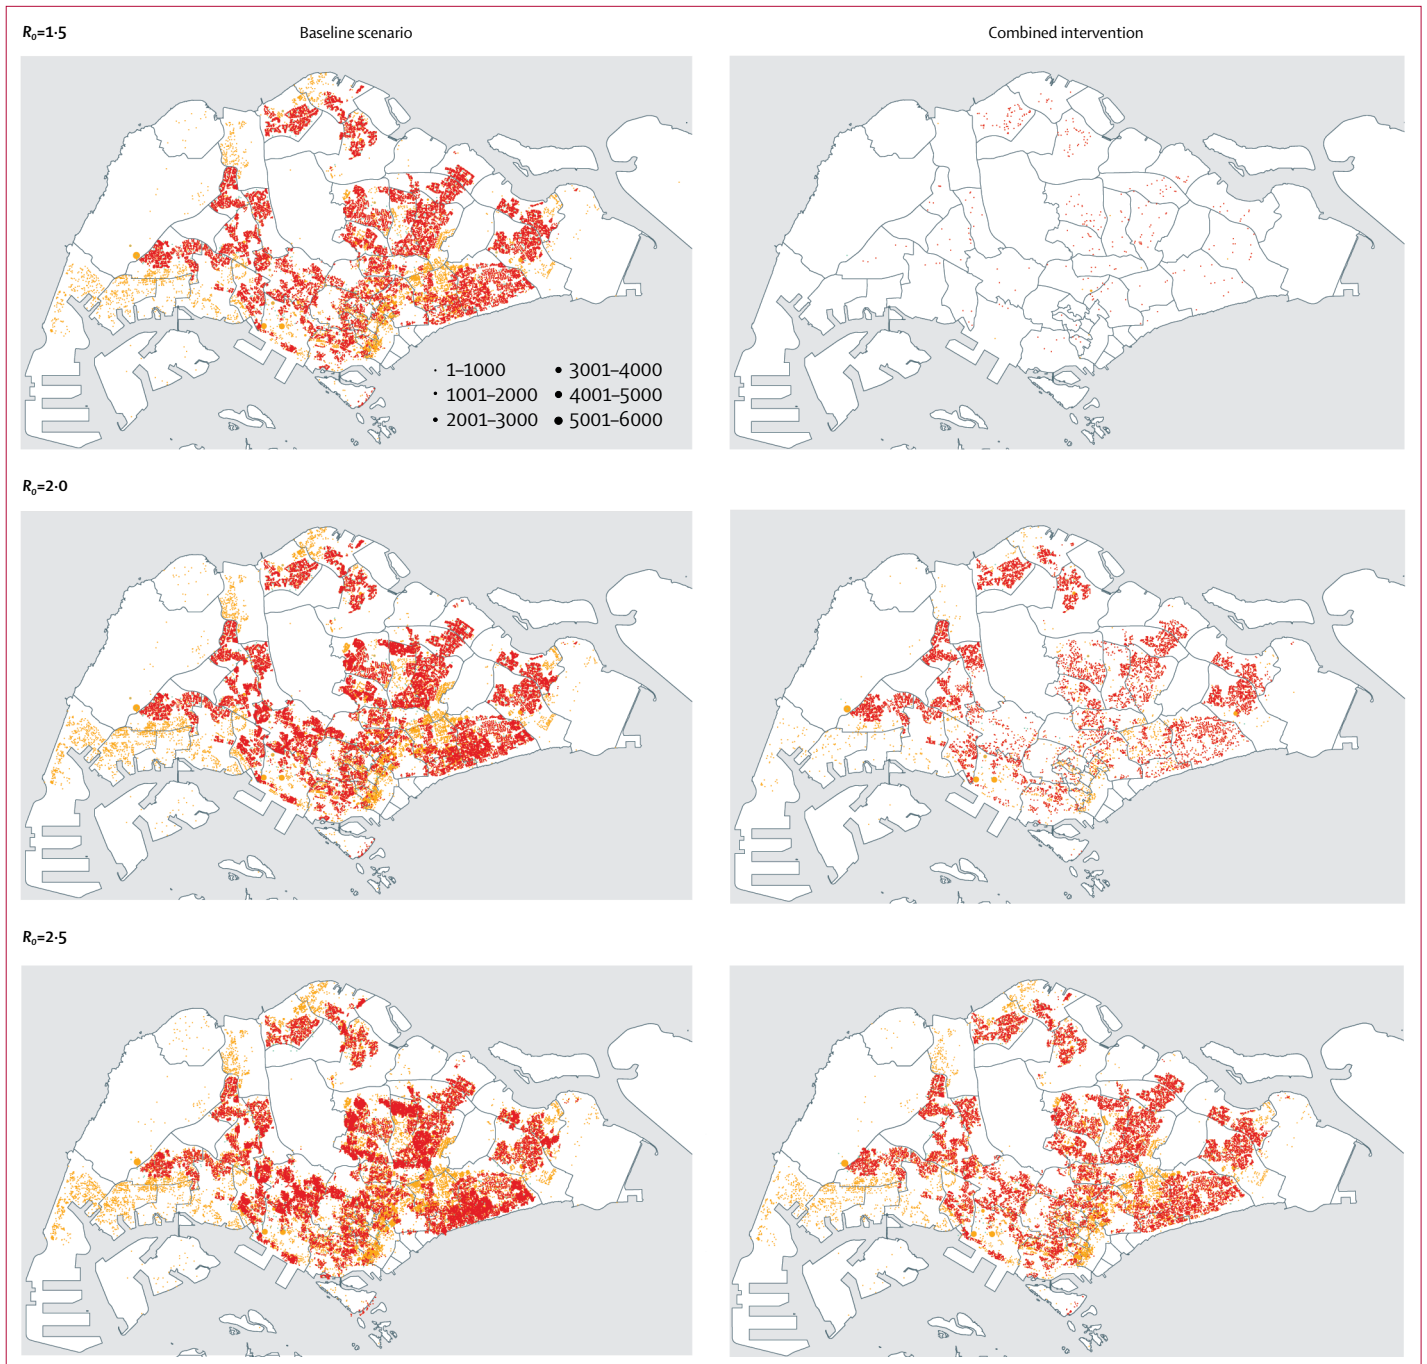 R₀=1·5
Baseline scenario
Combined intervention
1–1000
3001–4000
1001–2000
4001–5000
2001–3000
5001–6000
R₀=2·0
R₀=2·5